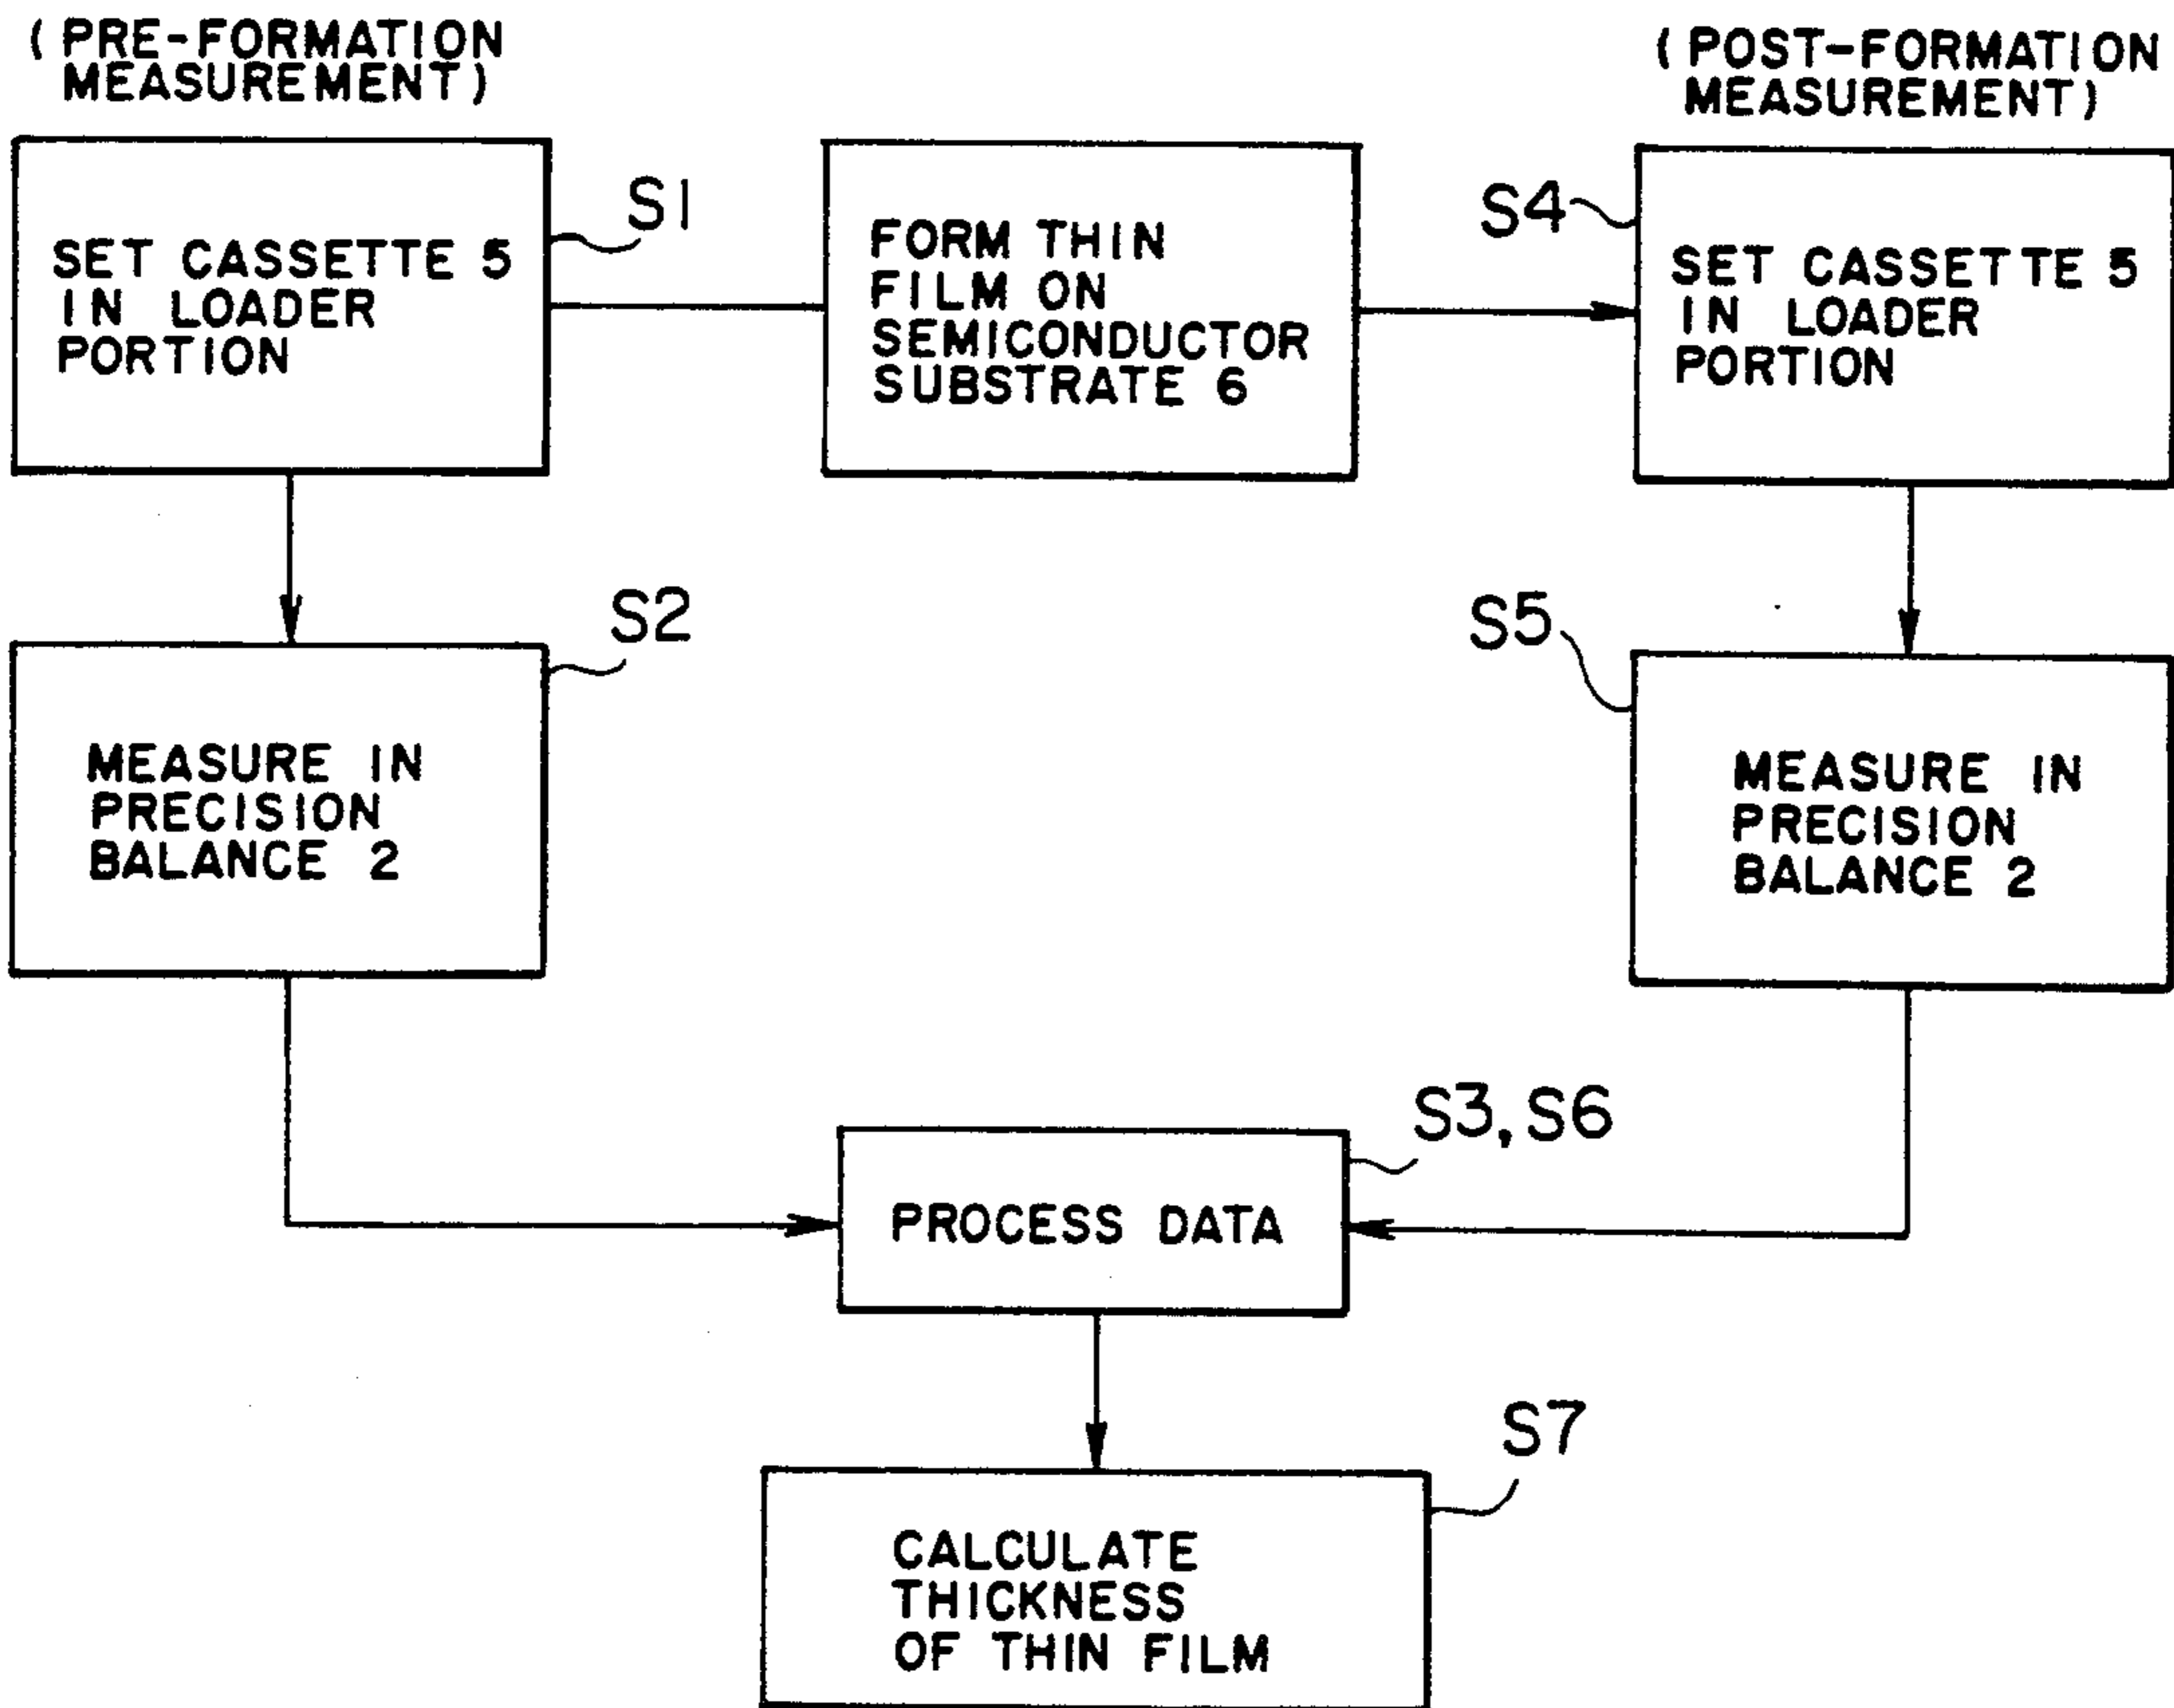 (PRE-FORMATION
MEASUREMENT)
(POST-FORMATION
MEASUREMENT)
SET CASSETTE 5
IN LOADER
PORTION
S1
FORM THIN
FILM ON
SEMICONDUCTOR
SUBSTRATE 6
S4
SET CASSETTE 5
IN LOADER
PORTION
S2
MEASURE IN
PRECISION
BALANCE 2
S5
MEASURE IN
PRECISION
BALANCE 2
S3, S6
PROCESS DATA
S7
CALCULATE
THICKNESS
OF THIN FILM